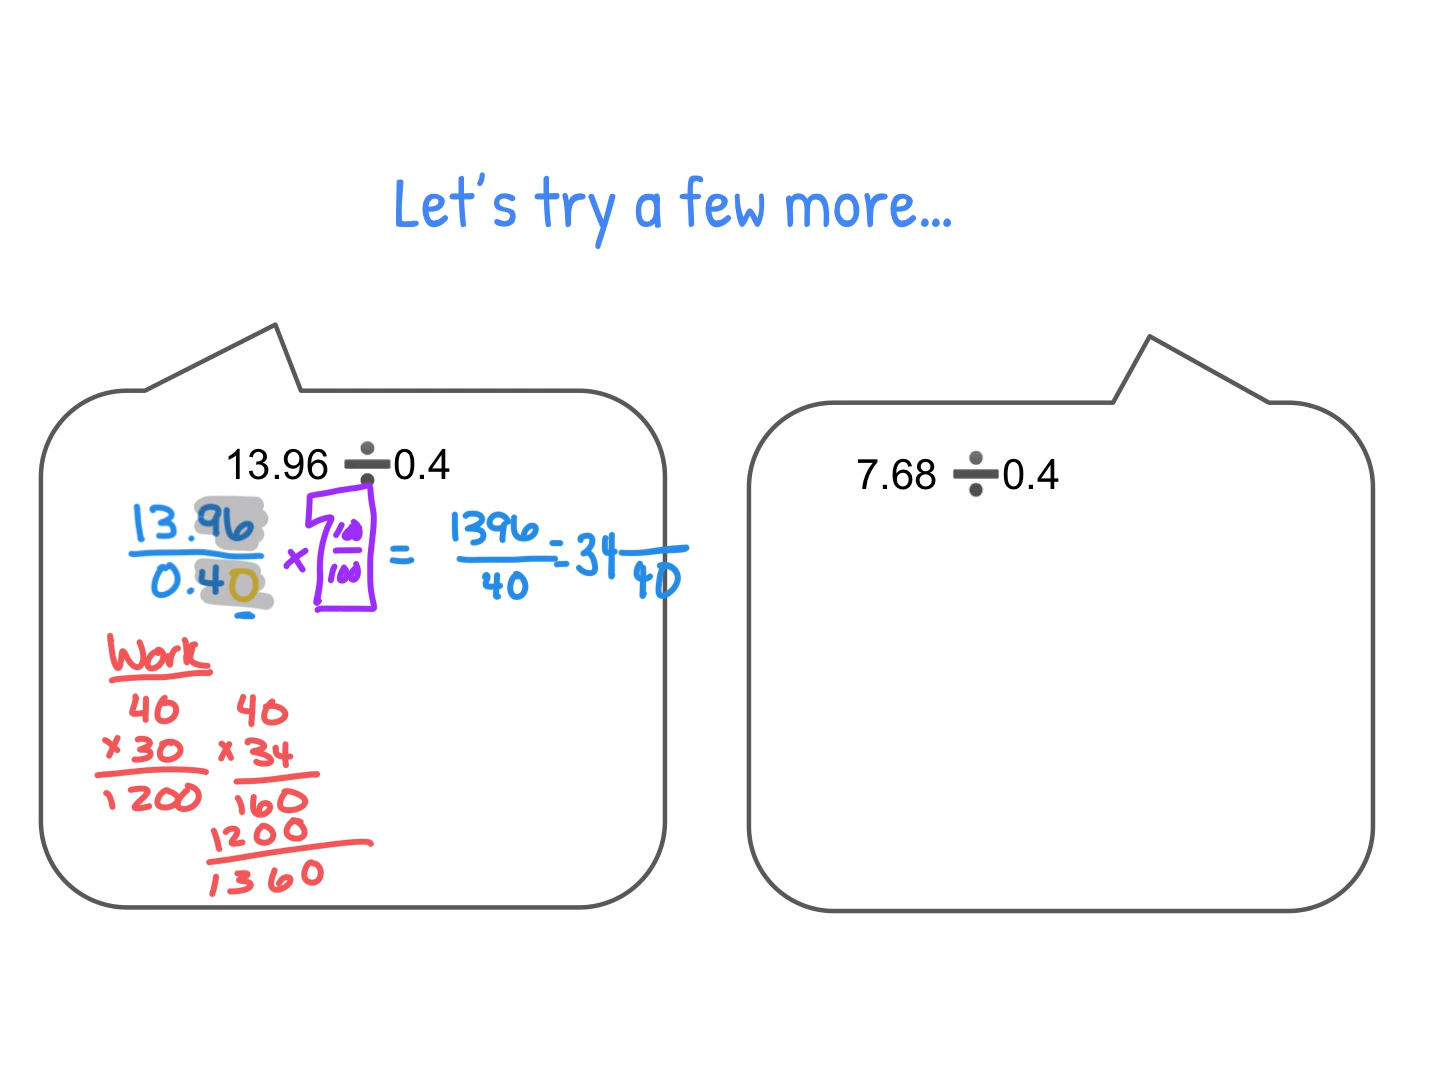 Let's try a few more...
13.96 ÷ 0.4
13.96 / 0.40 × 100 / 100 = 1396 / 40 = 34 / 40
Work
40
× 30
1200
40
× 34
160
1200
1360
7.68 ÷ 0.4